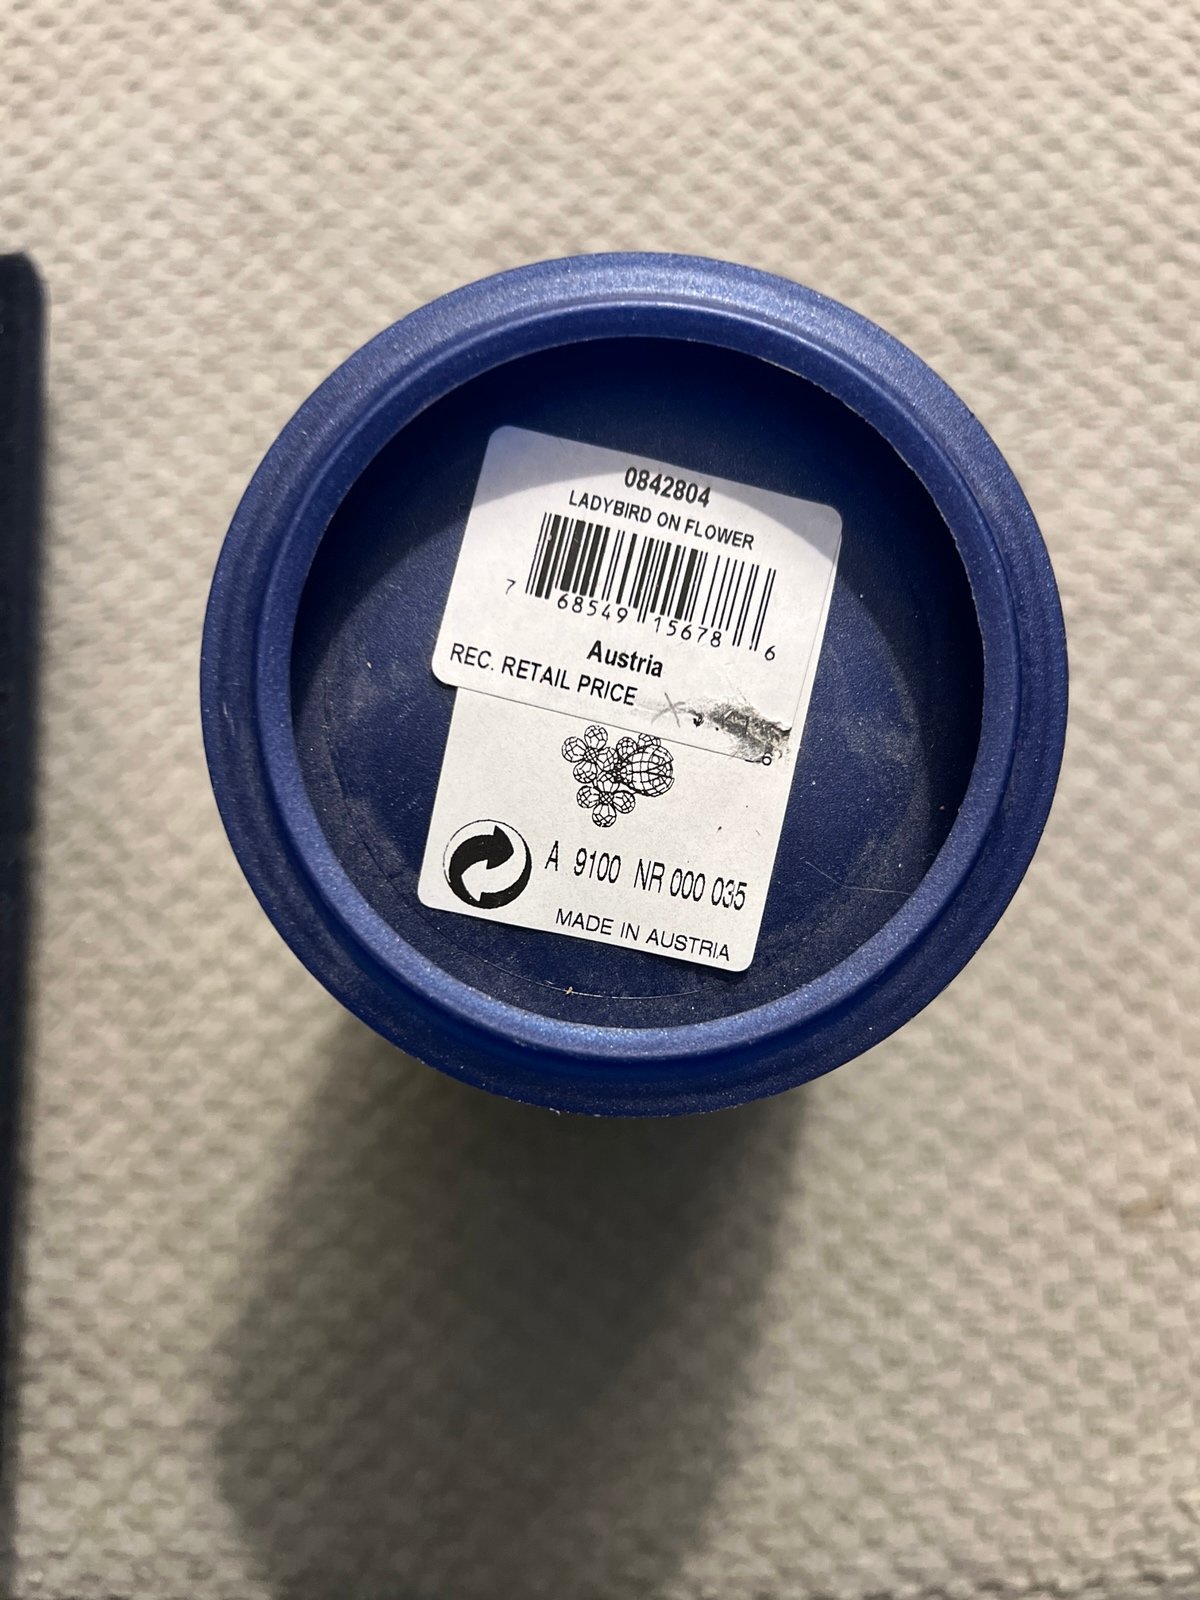 0842804
LADYBIRD ON FLOWER
7 68549 15678 6
Austria
REC. RETAIL PRICE
6
A 9100 NR 000 035
MADE IN AUSTRIA